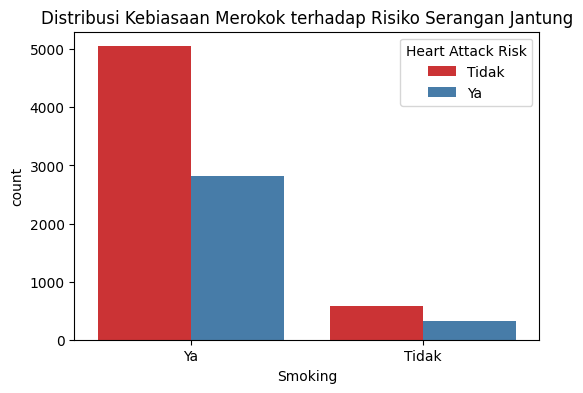 Distribusi Kebiasaan Merokok terhadap Risiko Serangan Jantung
Heart Attack Risk
Tidak
Ya
count
5000
4000
3000
2000
1000
0
Ya
Tidak
Smoking